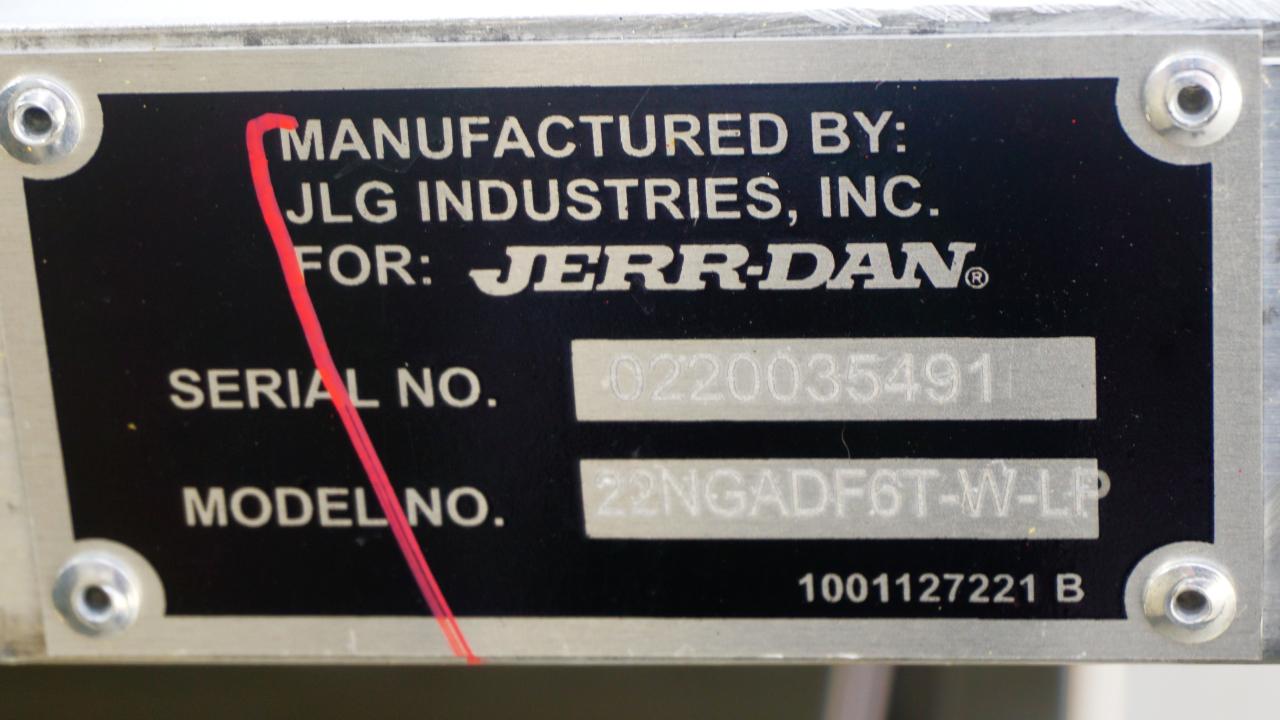 MANUFACTURED BY:
JLG INDUSTRIES, INC.
FOR: JERR-DAN®
SERIAL NO. 0220035491
MODEL NO. 22NGADF6T-W-LP
1001127221 B